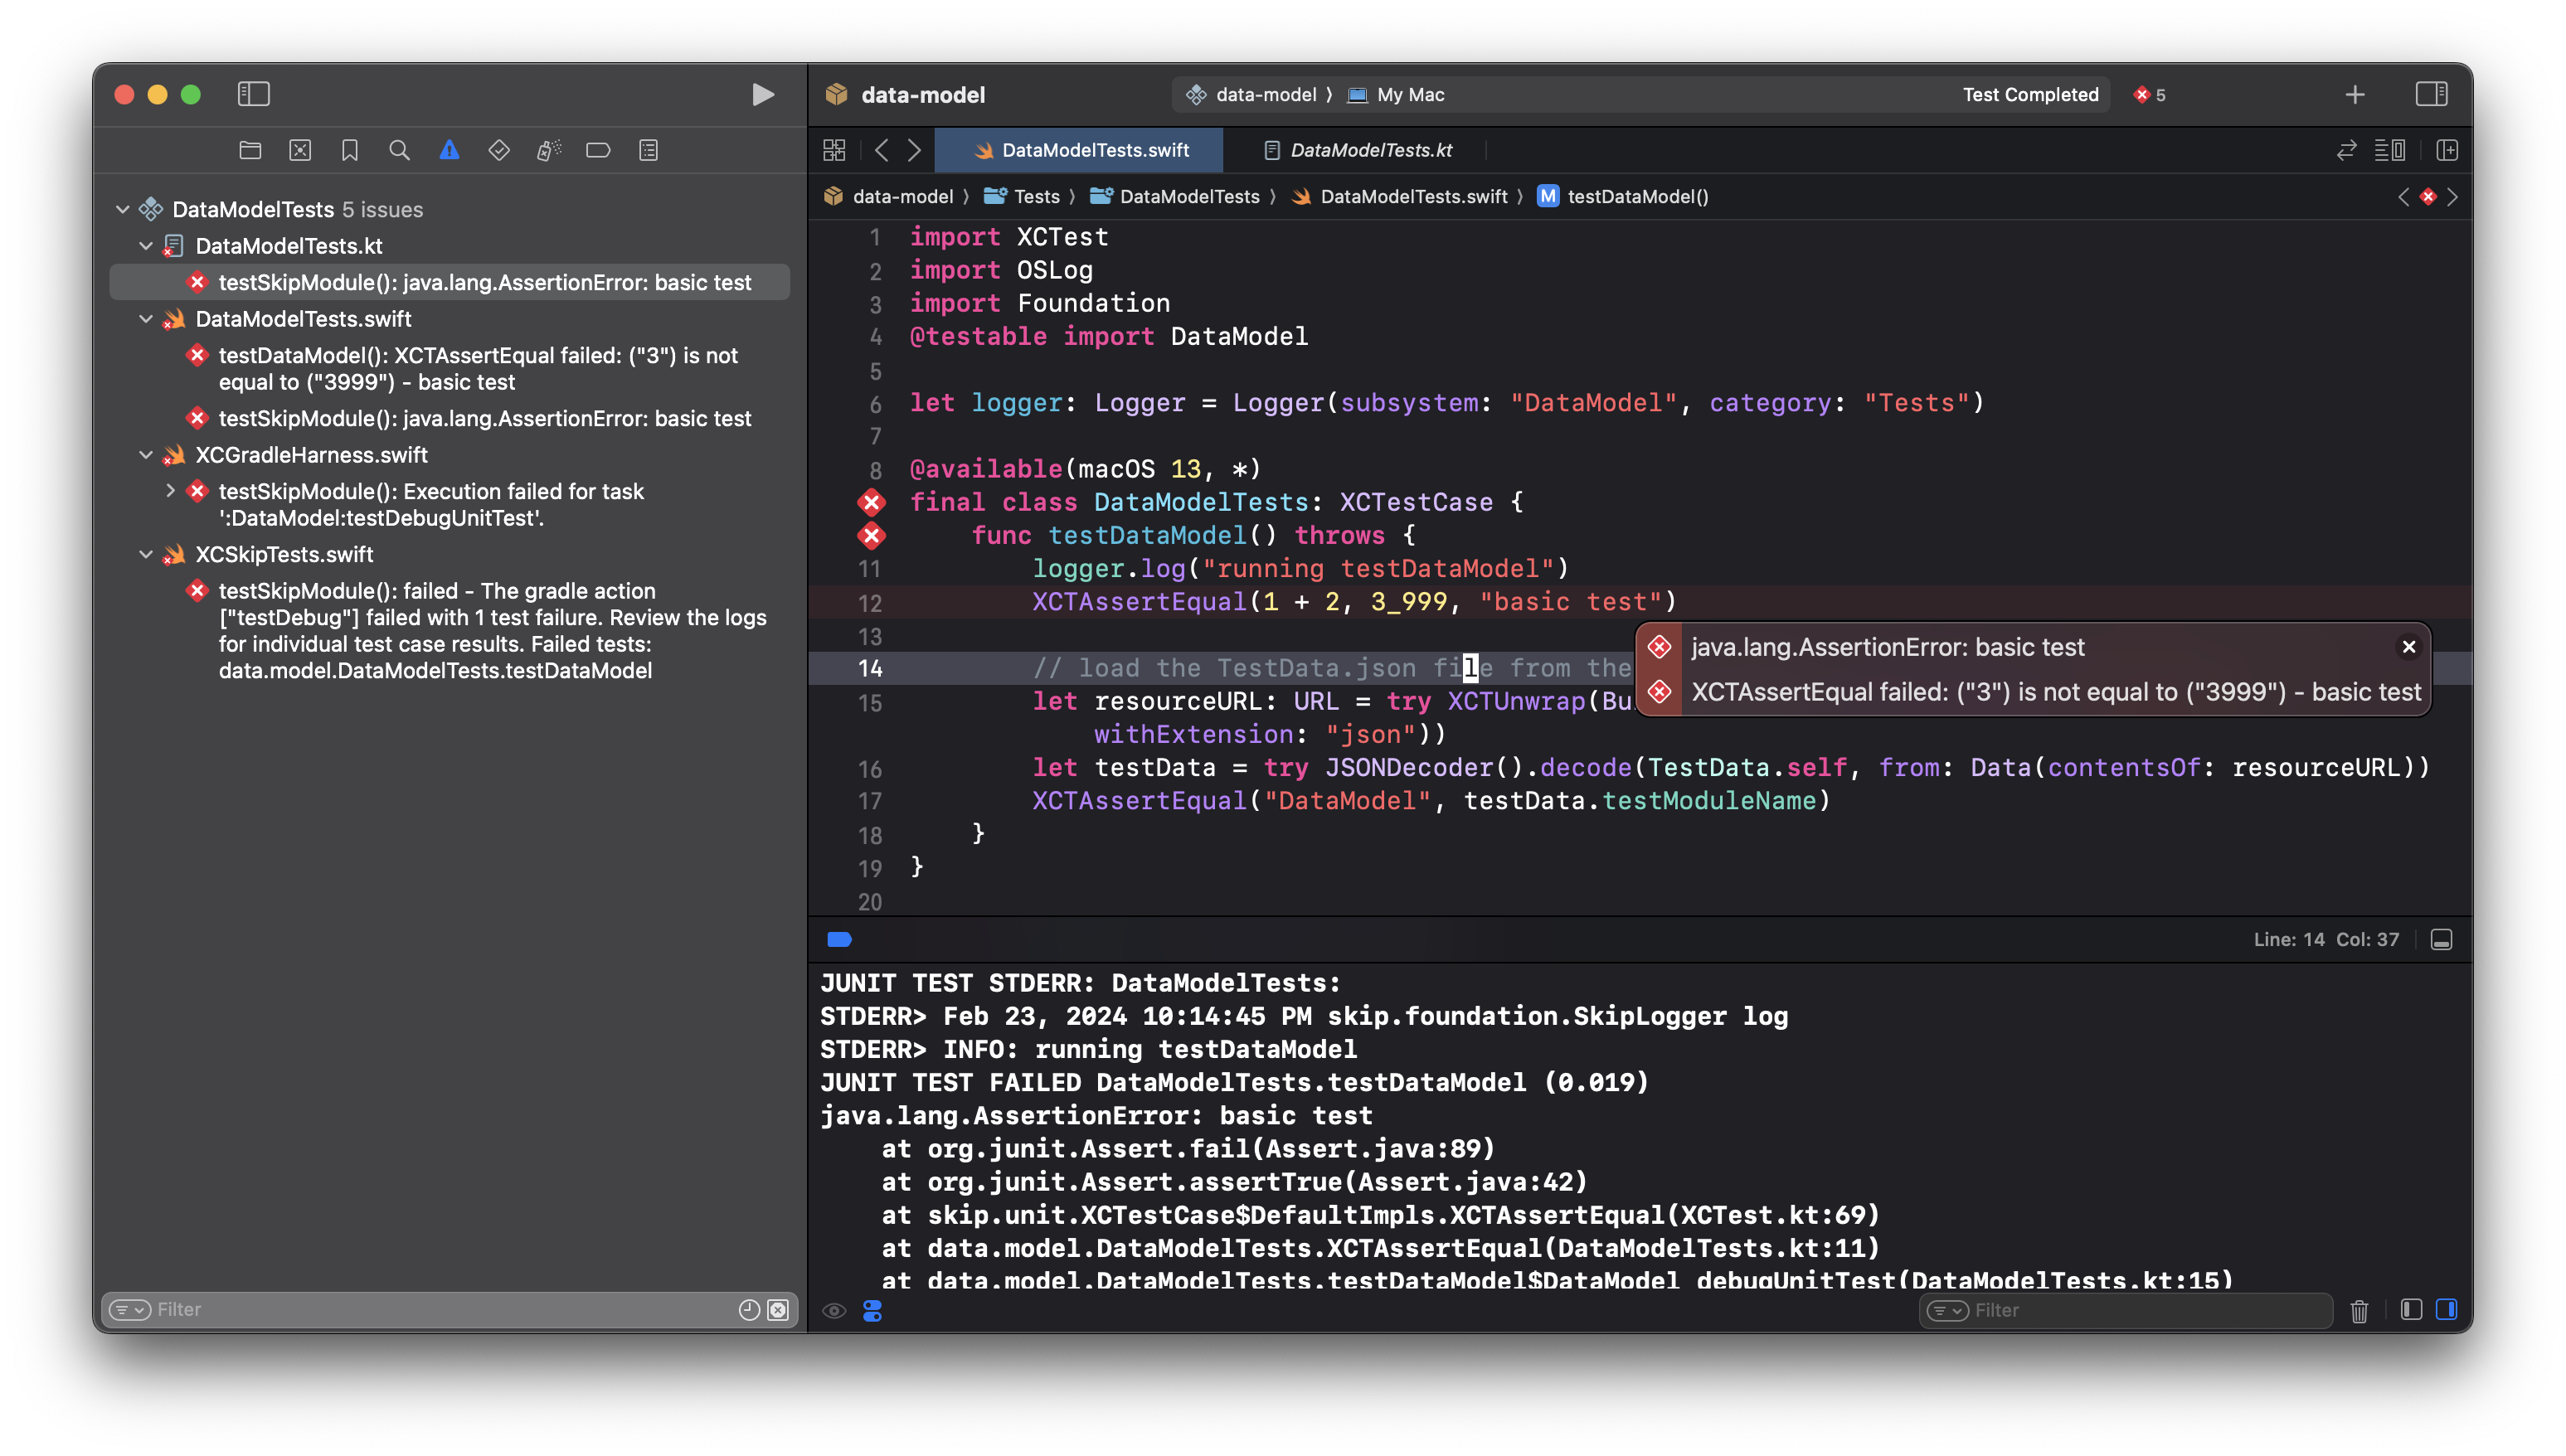 data-model
data-model ⟩ My Mac
Test Completed
5
DataModelTests.swift
DataModelTests.kt
data-model ⟩ Tests ⟩ DataModelTests ⟩ DataModelTests.swift ⟩ M testDataModel()
DataModelTests 5 issues
DataModelTests.kt
testSkipModule(): java.lang.AssertionError: basic test
DataModelTests.swift
testDataModel(): XCTAssertEqual failed: ("3") is not
equal to ("3999") - basic test
testSkipModule(): java.lang.AssertionError: basic test
XCGradleHarness.swift
testSkipModule(): Execution failed for task
':DataModel:testDebugUnitTest'.
XCSkipTests.swift
testSkipModule(): failed - The gradle action
["testDebug"] failed with 1 test failure. Review the logs
for individual test case results. Failed tests:
data.model.DataModelTests.testDataModel
Filter
1 import XCTest
2 import OSLog
3 import Foundation
4 @testable import DataModel
5
6 let logger: Logger = Logger(subsystem: "DataModel", category: "Tests")
7
8 @available(macOS 13, *)
final class DataModelTests: XCTestCase {
func testDataModel() throws {
11 logger.log("running testDataModel")
12 XCTAssertEqual(1 + 2, 3_999, "basic test")
13
java.lang.AssertionError: basic test
14 // load the TestData.json file from the
XCTAssertEqual failed: ("3") is not equal to ("3999") - basic test
15 let resourceURL: URL = try XCTUnwrap(Bu
withExtension: "json"))
16 let testData = try JSONDecoder().decode(TestData.self, from: Data(contentsOf: resourceURL))
17 XCTAssertEqual("DataModel", testData.testModuleName)
18 }
19 }
20
Line: 14 Col: 37
JUNIT TEST STDERR: DataModelTests:
STDERR> Feb 23, 2024 10:14:45 PM skip.foundation.SkipLogger log
STDERR> INFO: running testDataModel
JUNIT TEST FAILED DataModelTests.testDataModel (0.019)
java.lang.AssertionError: basic test
at org.junit.Assert.fail(Assert.java:89)
at org.junit.Assert.assertTrue(Assert.java:42)
at skip.unit.XCTestCase$DefaultImpls.XCTAssertEqual(XCTest.kt:69)
at data.model.DataModelTests.XCTAssertEqual(DataModelTests.kt:11)
at data.model.DataModelTests.testDataModel$DataModel_debugUnitTest(DataModelTests.kt:15)
Filter